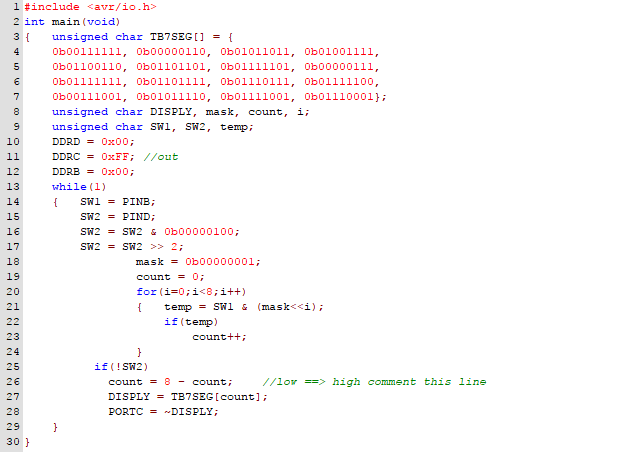 1 #include <avr/io.h>
2 int main(void)
3 {   unsigned char TB7SEG[] = {
4     0b00111111, 0b00000110, 0b01011011, 0b01001111,
5     0b01100110, 0b01101101, 0b01111101, 0b00000111,
6     0b01111111, 0b01101111, 0b01110111, 0b01111100,
7     0b00111001, 0b01011110, 0b01111001, 0b01110001};
8     unsigned char DISPLY, mask, count, i;
9     unsigned char SW1, SW2, temp;
10     DDRD = 0x00;
11     DDRC = 0xFF; //out
12     DDRB = 0x00;
13     while(1)
14     {   SW1 = PINB;
15         SW2 = PIND;
16         SW2 = SW2 & 0b00000100;
17         SW2 = SW2 >> 2;
18                 mask = 0b00000001;
19                 count = 0;
20                 for(i=0;i<8;i++)
21                 {   temp = SW1 & (mask<<i);
22                     if(temp)
23                         count++;
24                 }
25           if(!SW2)
26             count = 8 - count;    //low ==> high comment this line
27             DISPLY = TB7SEG[count];
28             PORTC = ~DISPLY;
29     }
30 }